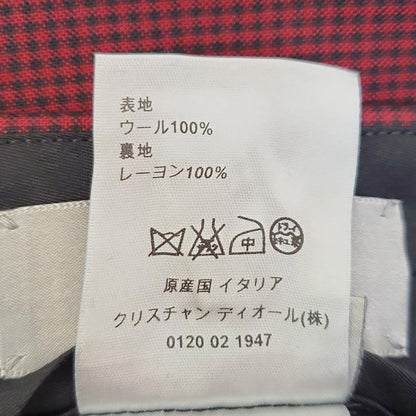 表地
ウール100%
裏地
レーヨン100%
中
原産国 イタリア
クリスチャン ディオール(株)
0120 02 1947